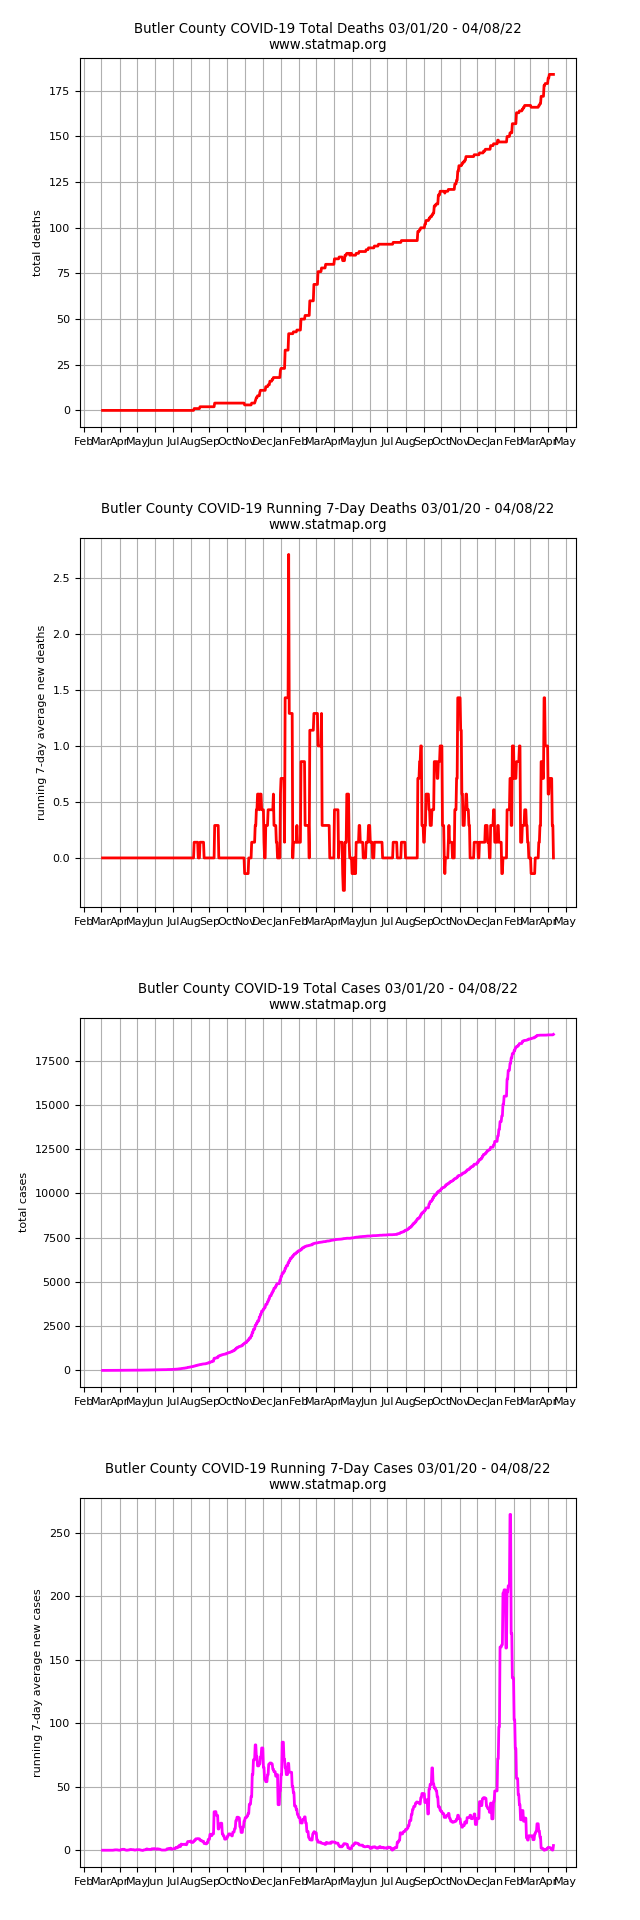 Butler County COVID-19 Total Deaths 03/01/20 - 04/08/22
www.statmap.org
total deaths
175
150
125
100
75
50
25
0
Feb Mar Apr May Jun Jul Aug Sep Oct Nov Dec Jan Feb Mar Apr May Jun Jul Aug Sep Oct Nov Dec Jan Feb Mar Apr May
Butler County COVID-19 Running 7-Day Deaths 03/01/20 - 04/08/22
www.statmap.org
running 7-day average new deaths
2.5
2.0
1.5
1.0
0.5
0.0
Feb Mar Apr May Jun Jul Aug Sep Oct Nov Dec Jan Feb Mar Apr May Jun Jul Aug Sep Oct Nov Dec Jan Feb Mar Apr May
Butler County COVID-19 Total Cases 03/01/20 - 04/08/22
www.statmap.org
total cases
17500
15000
12500
10000
7500
5000
2500
0
Feb Mar Apr May Jun Jul Aug Sep Oct Nov Dec Jan Feb Mar Apr May Jun Jul Aug Sep Oct Nov Dec Jan Feb Mar Apr May
Butler County COVID-19 Running 7-Day Cases 03/01/20 - 04/08/22
www.statmap.org
running 7-day average new cases
250
200
150
100
50
0
Feb Mar Apr May Jun Jul Aug Sep Oct Nov Dec Jan Feb Mar Apr May Jun Jul Aug Sep Oct Nov Dec Jan Feb Mar Apr May